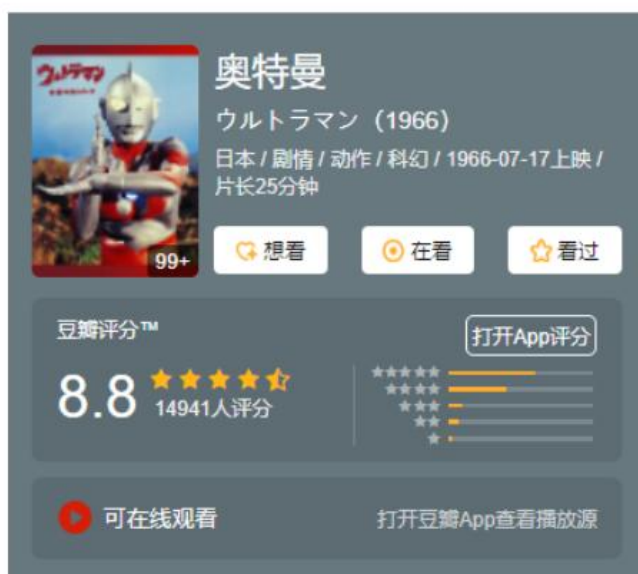 ウルトラマン
奥特曼
ウルトラマン（1966）
日本 / 剧情 / 动作 / 科幻 / 1966-07-17上映 /
片长25分钟
99+
想看
在看
看过
豆瓣评分™
打开App评分
8.8
14941人评分
可在线观看
打开豆瓣App查看播放源